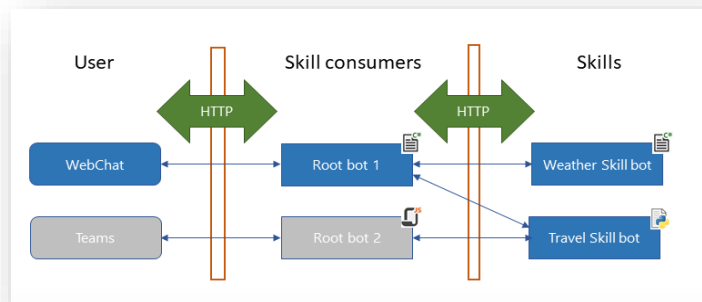 User
Skill consumers
Skills
HTTP
HTTP
C#
C#
WebChat
Root bot 1
Weather Skill bot
JS
Teams
Root bot 2
Travel Skill bot